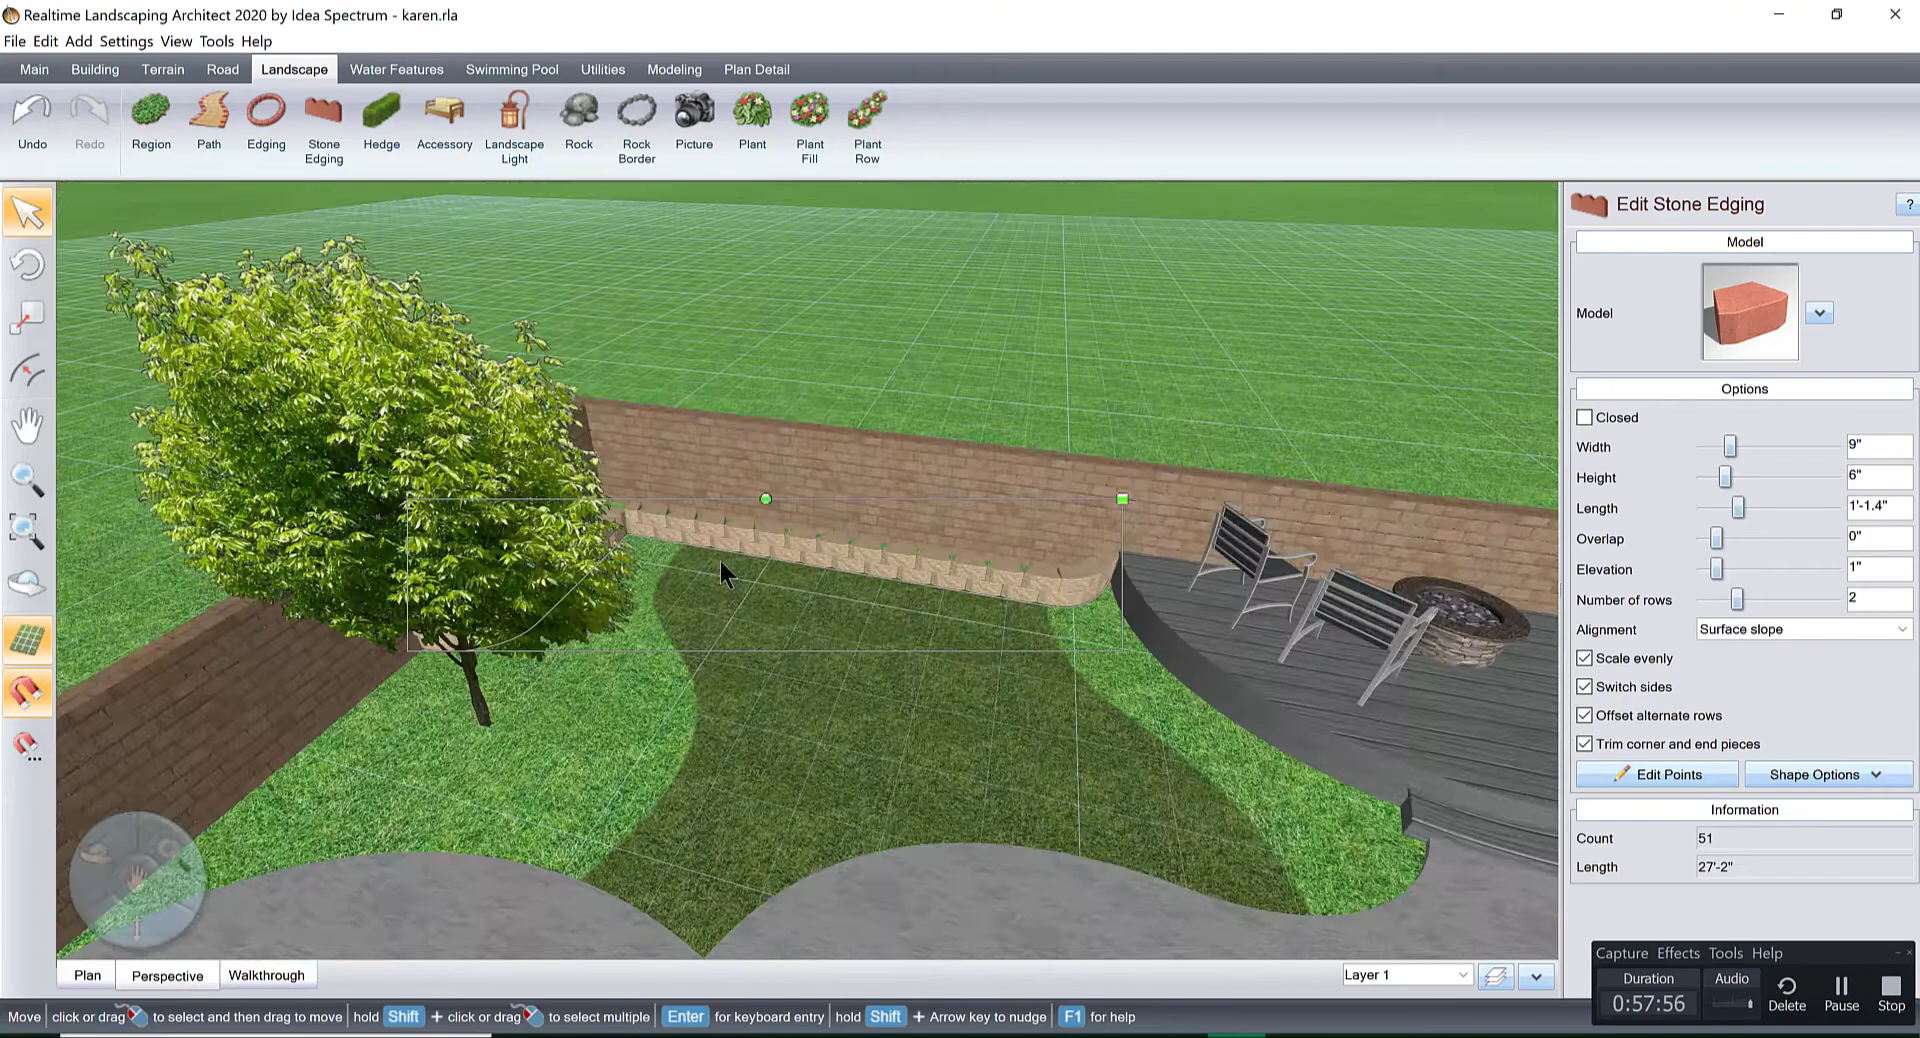 Realtime Landscaping Architect 2020 by Idea Spectrum - karen.rla
File Edit Add Settings View Tools Help
Main Building Terrain Road Landscape Water Features Swimming Pool Utilities Modeling Plan Detail
Undo Redo Region Path Edging Stone Edging Hedge Accessory Landscape Light Rock Rock Border Picture Plant Plant Fill Plant Row
Edit Stone Edging ?
Model
Model
Options
Closed
Width 9"
Height 6"
Length 1'-1.4"
Overlap 0"
Elevation 1"
Number of rows 2
Alignment Surface slope
Scale evenly
Switch sides
Offset alternate rows
Trim corner and end pieces
Edit Points Shape Options
Information
Count 51
Length 27'-2"
Plan Perspective Walkthrough
Layer 1
Capture Effects Tools Help
Duration Audio
0:57:56 Delete Pause Stop
Move click or drag to select and then drag to move hold Shift + click or drag to select multiple Enter for keyboard entry hold Shift + Arrow key to nudge F1 for help